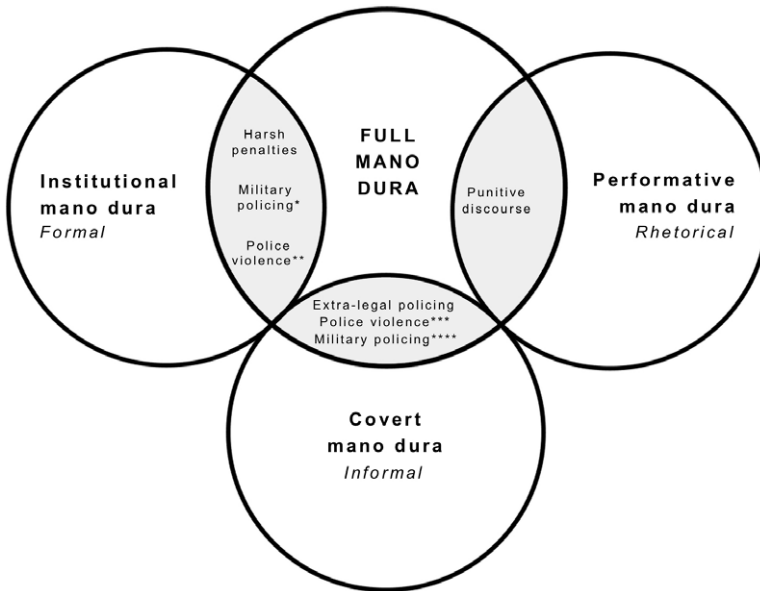 Harsh
penalties
Military
policing*
Police
violence**
FULL
MANO
DURA
Punitive
discourse
Institutional
mano dura
Formal
Performative
mano dura
Rhetorical
Extra-legal policing
Police violence***
Military policing****
Covert
mano dura
Informal